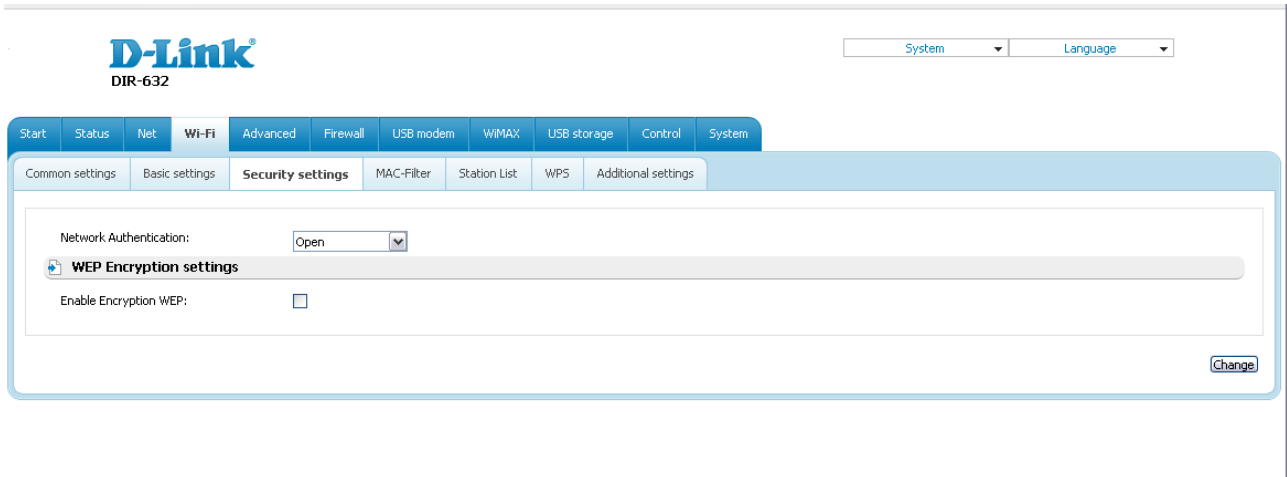 D-Link®
DIR-632
System Language
Start Status Net Wi-Fi Advanced Firewall USB modem WiMAX USB storage Control System
Common settings Basic settings Security settings MAC-Filter Station List WPS Additional settings
Network Authentication: Open
WEP Encryption settings
Enable Encryption WEP:
Change